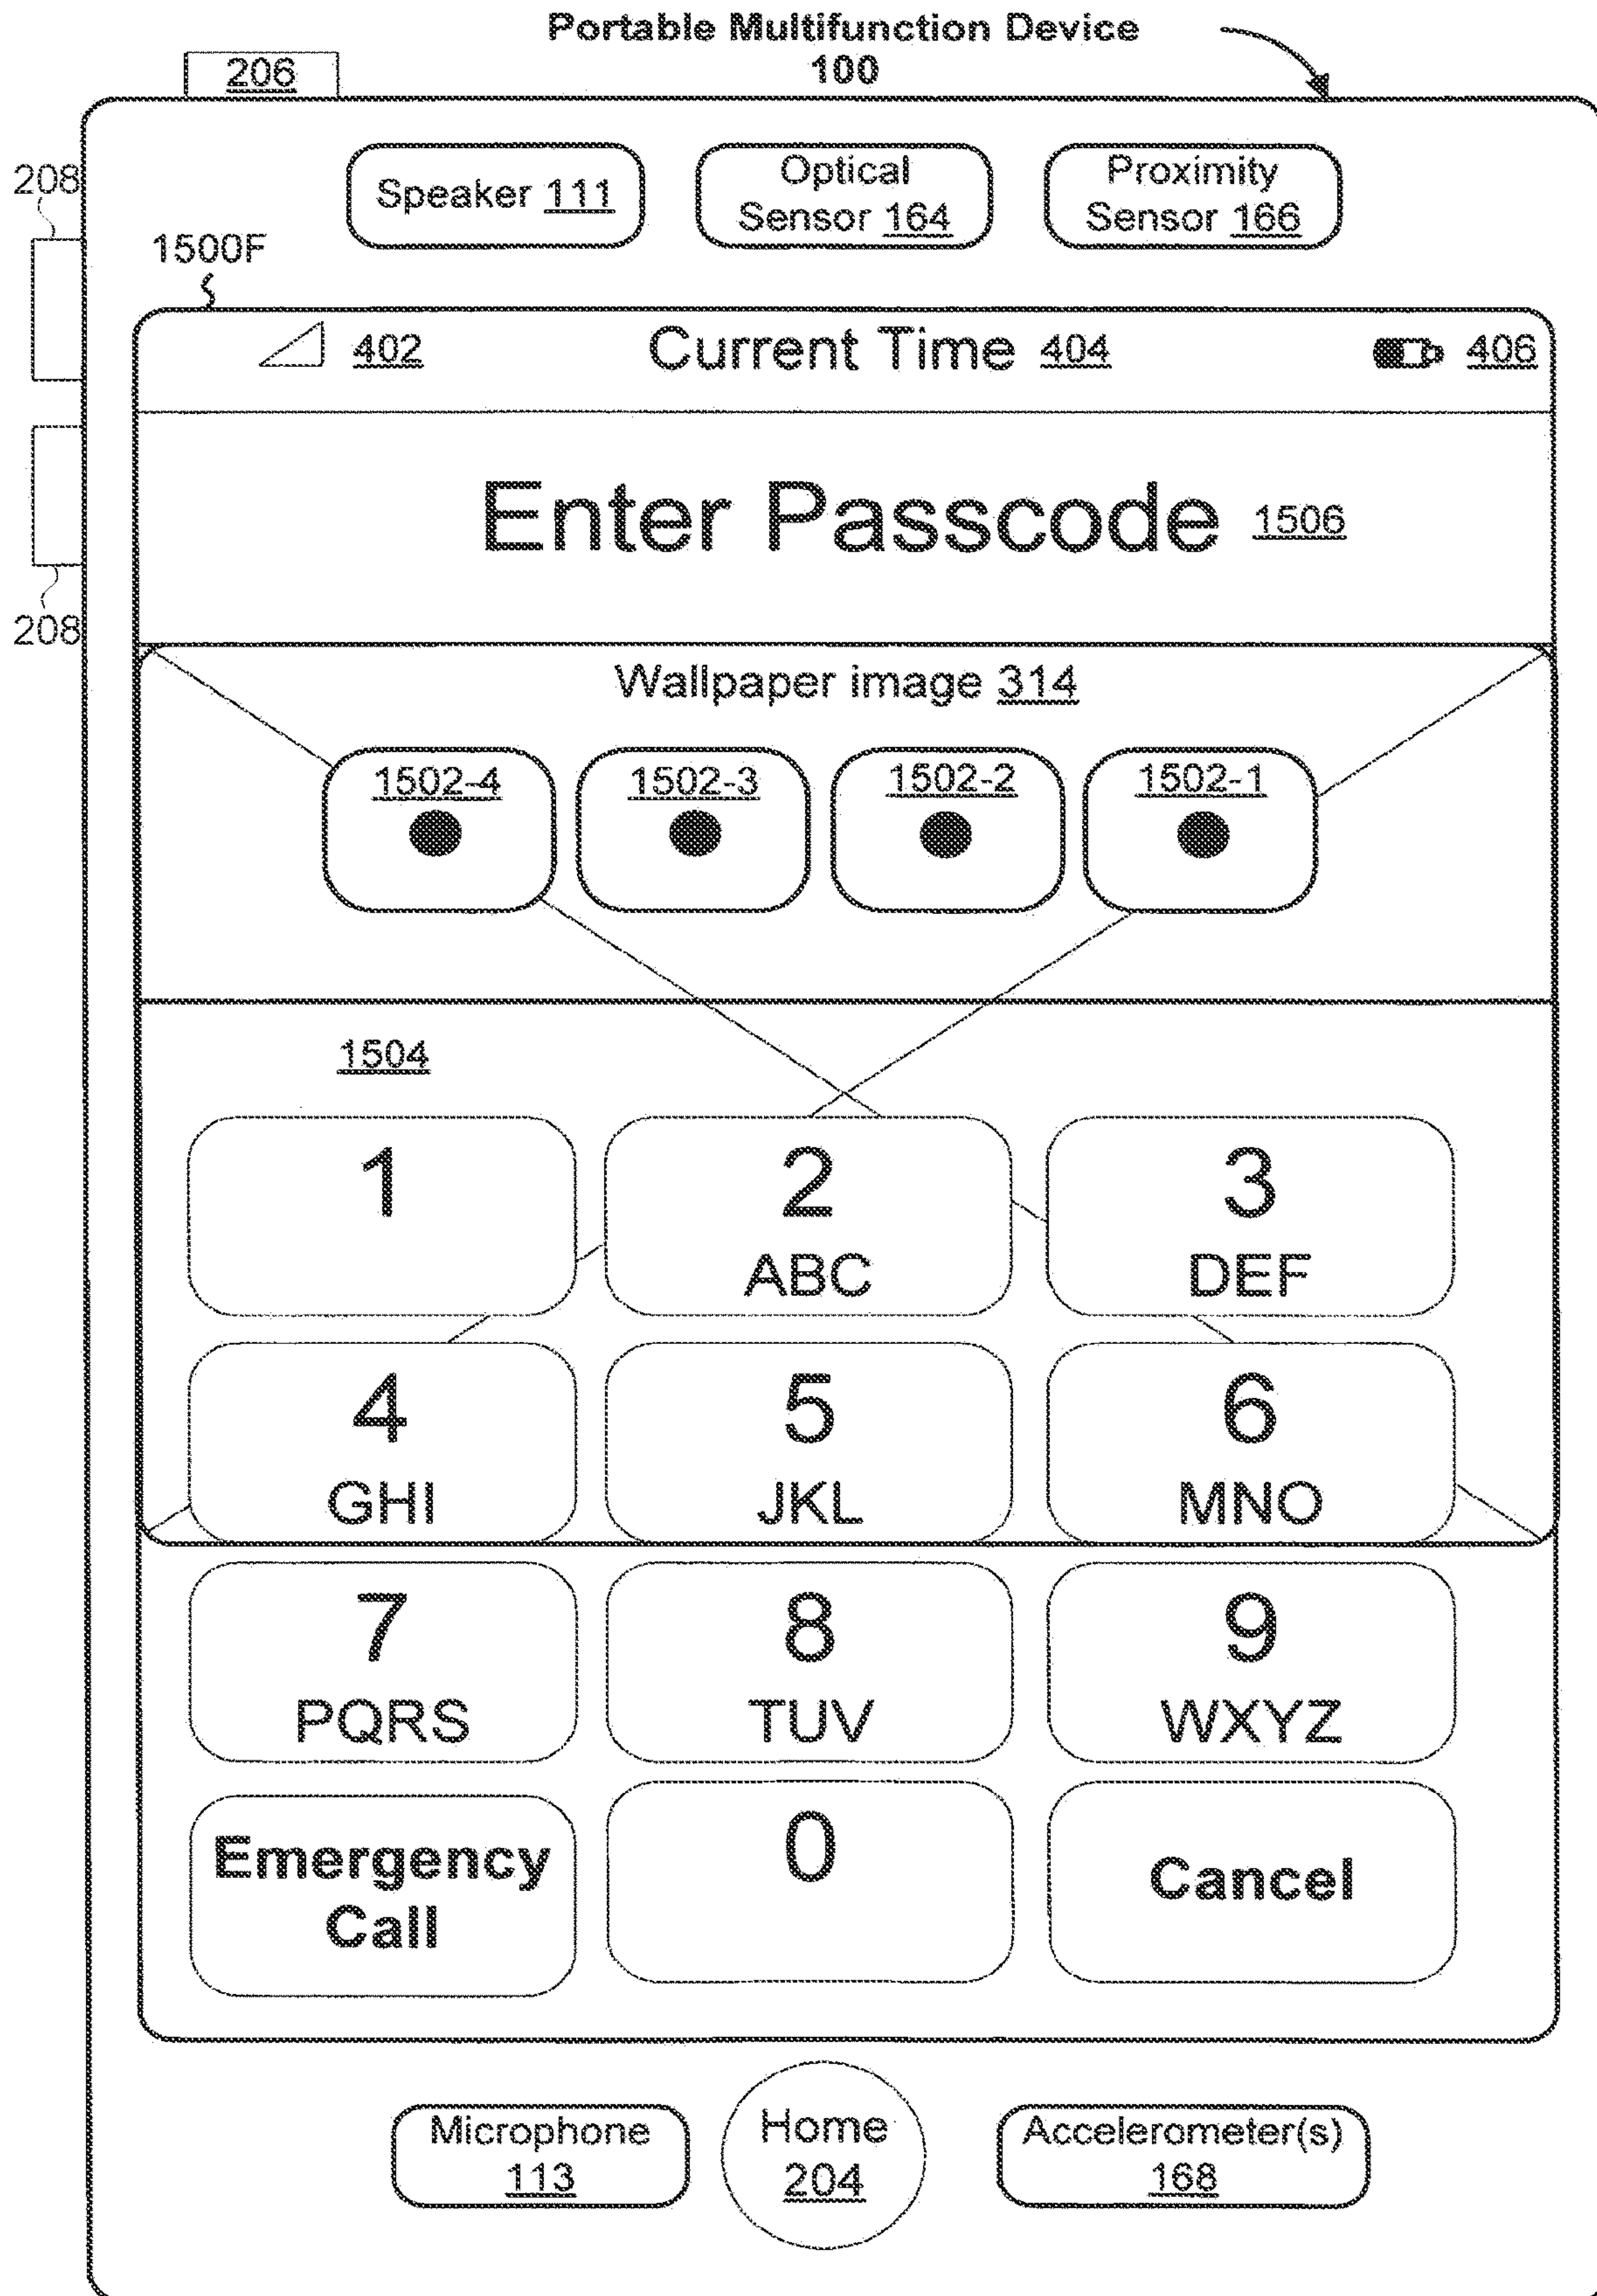 Portable Multifunction Device
100
206
208
Speaker 111
Optical
Sensor 164
Proximity
Sensor 166
1500F
402
Current Time 404
406
Enter Passcode 1506
208
Wallpaper image 314
1502-4
1502-3
1502-2
1502-1
1504
1
2
ABC
3
DEF
4
GHI
5
JKL
6
MNO
7
PQRS
8
TUV
9
WXYZ
Emergency
Call
0
Cancel
Microphone
113
Home
204
Accelerometer(s)
168